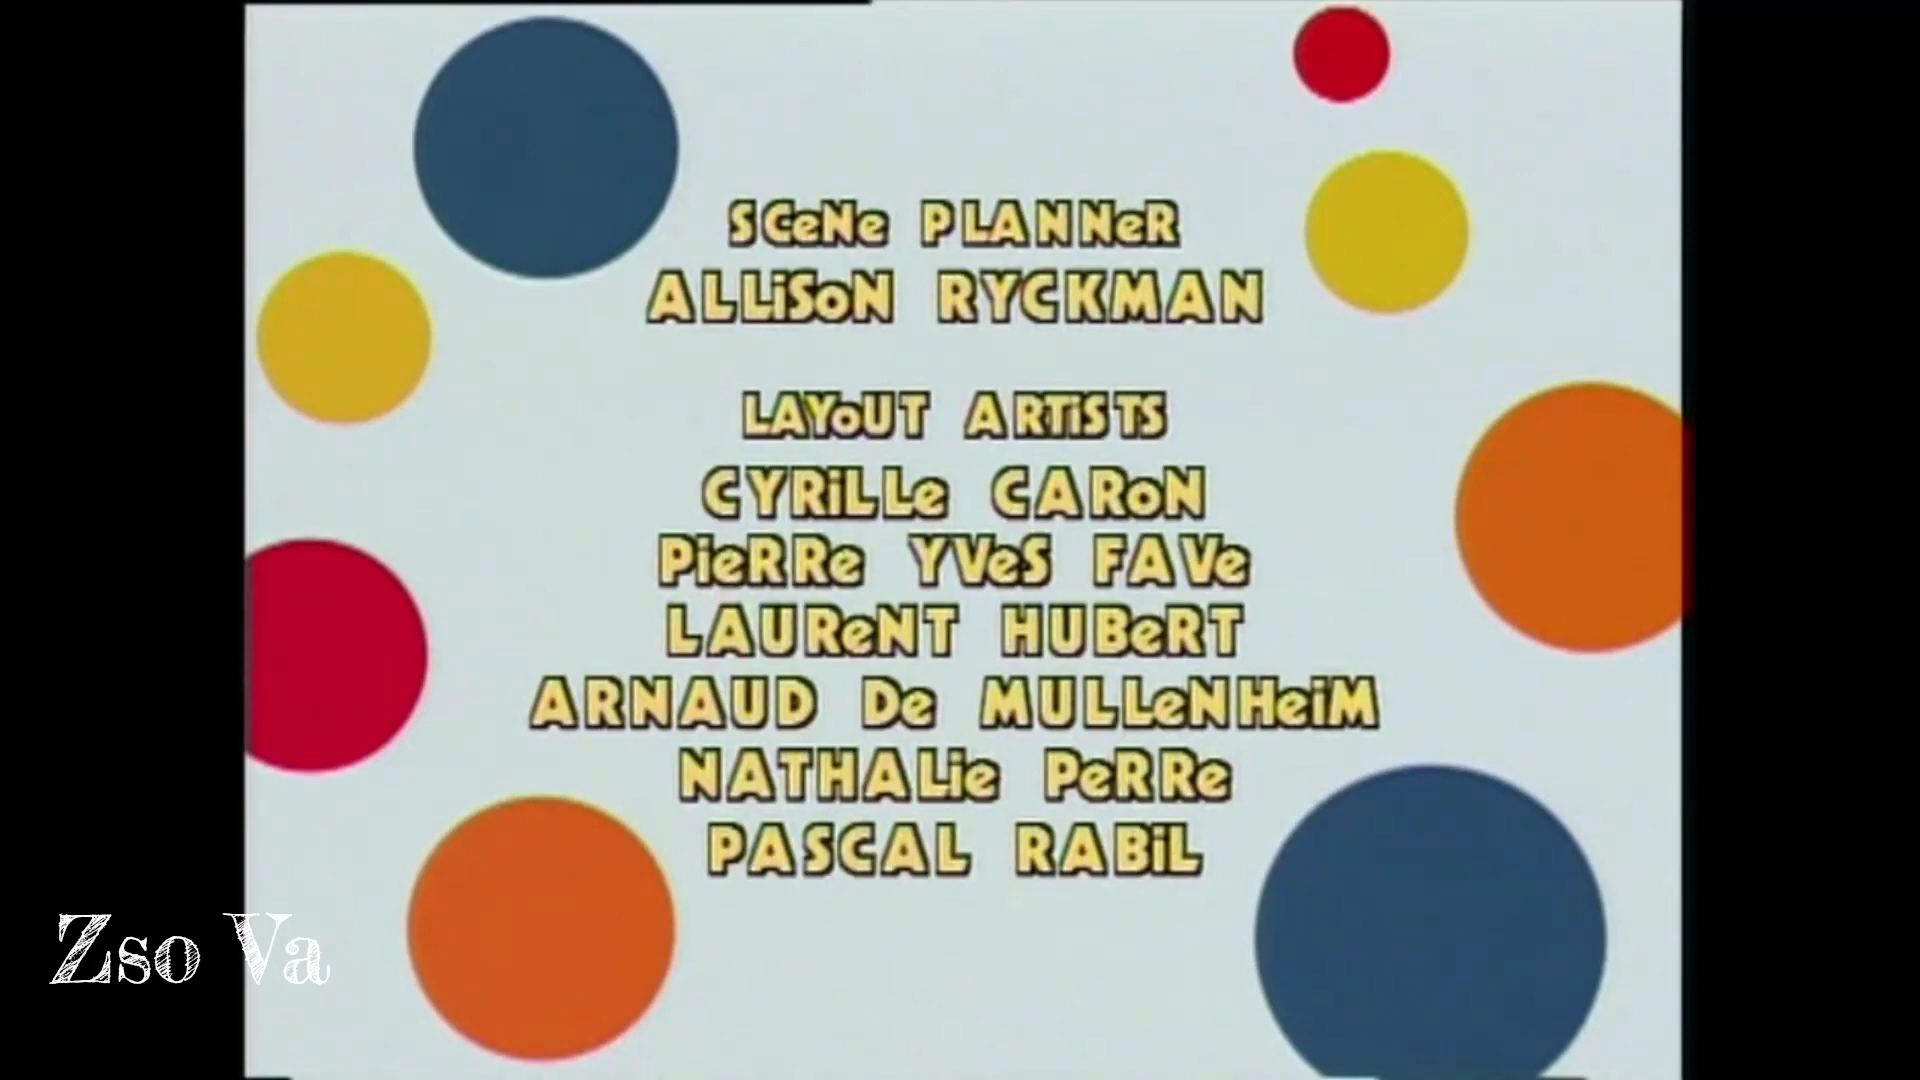 SCeNe PLANNeR
ALLiSoN RYCKMAN
LAYoUT ARTiSTS
CYRiLLe CARoN
PieRRe YVeS FAVe
LAUReNT HUBeRT
ARNAUD De MULLeNHeiM
NATHALie PeRRe
PASCAL RABiL
Zso Va